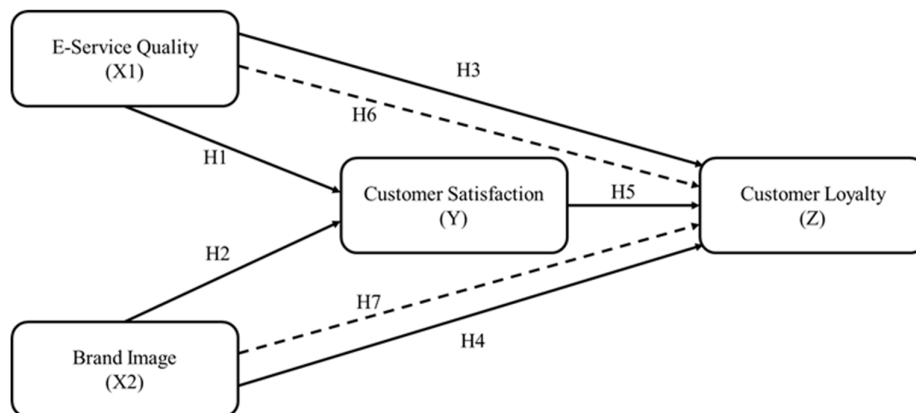 E-Service Quality
(X1)
H3
H6
H1
Customer Satisfaction
(Y)
H5
Customer Loyalty
(Z)
H2
H7
H4
Brand Image
(X2)